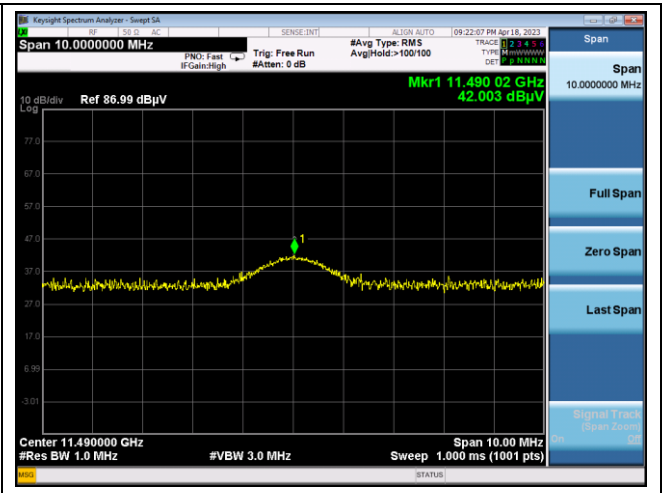 Keysight Spectrum Analyzer - Swept SA
RF 50 Ω AC SENSE:INT ALIGN AUTO 09:22:07 PM Apr 18, 2023
Span 10.0000000 MHz
PNO: Fast
IFGain:High
Trig: Free Run
#Atten: 0 dB
#Avg Type: RMS
Avg|Hold:>100/100
TRACE 1 2 3 4 5 6
TYPE M
DET P p N N N N
Mkr1 11.490 02 GHz
42.003 dBµV
10 dB/div Ref 86.99 dBµV
Log
77.0
67.0
57.0
47.0
37.0
27.0
17.0
6.99
-3.01
1
Center 11.490000 GHz Span 10.00 MHz
#Res BW 1.0 MHz #VBW 3.0 MHz Sweep 1.000 ms (1001 pts)
MSG STATUS
Span
Span
10.0000000 MHz
Full Span
Zero Span
Last Span
Signal Track
(Span Zoom)
On Off